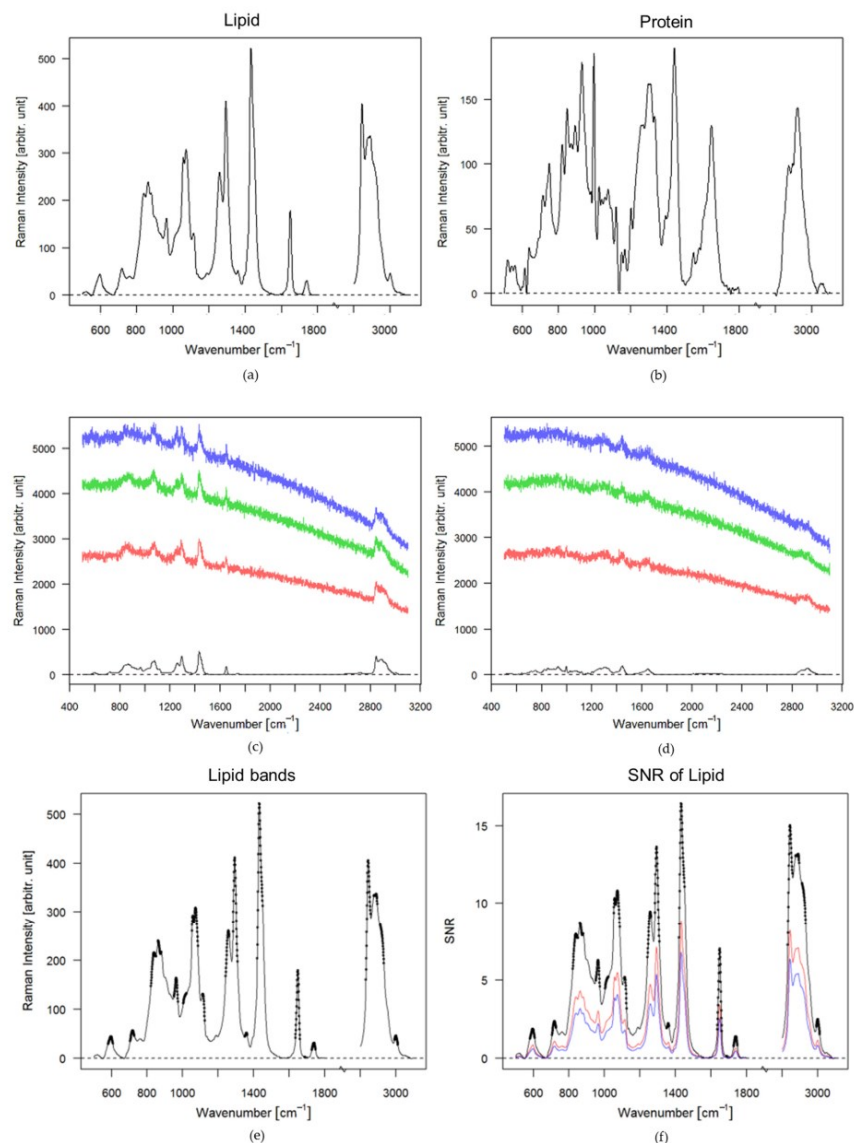 Lipid
Raman Intensity [arbitr. unit]
500
400
300
200
100
0
600 1000 1400 1800 3000
Wavenumber [cm⁻¹]
(a)
Protein
Raman Intensity [arbitr. unit]
150
100
50
0
600 1000 1400 1800 3000
Wavenumber [cm⁻¹]
(b)
Raman Intensity [arbitr. unit]
5000
4000
3000
2000
1000
0
400 800 1200 1600 2000 2400 2800 3200
Wavenumber [cm⁻¹]
(c)
Raman Intensity [arbitr. unit]
5000
4000
3000
2000
1000
0
400 800 1200 1600 2000 2400 2800 3200
Wavenumber [cm⁻¹]
(d)
Lipid bands
Raman Intensity [arbitr. unit]
500
400
300
200
100
0
600 1000 1400 1800 3000
Wavenumber [cm⁻¹]
(e)
SNR of Lipid
SNR
15
10
5
0
600 1000 1400 1800 3000
Wavenumber [cm⁻¹]
(f)